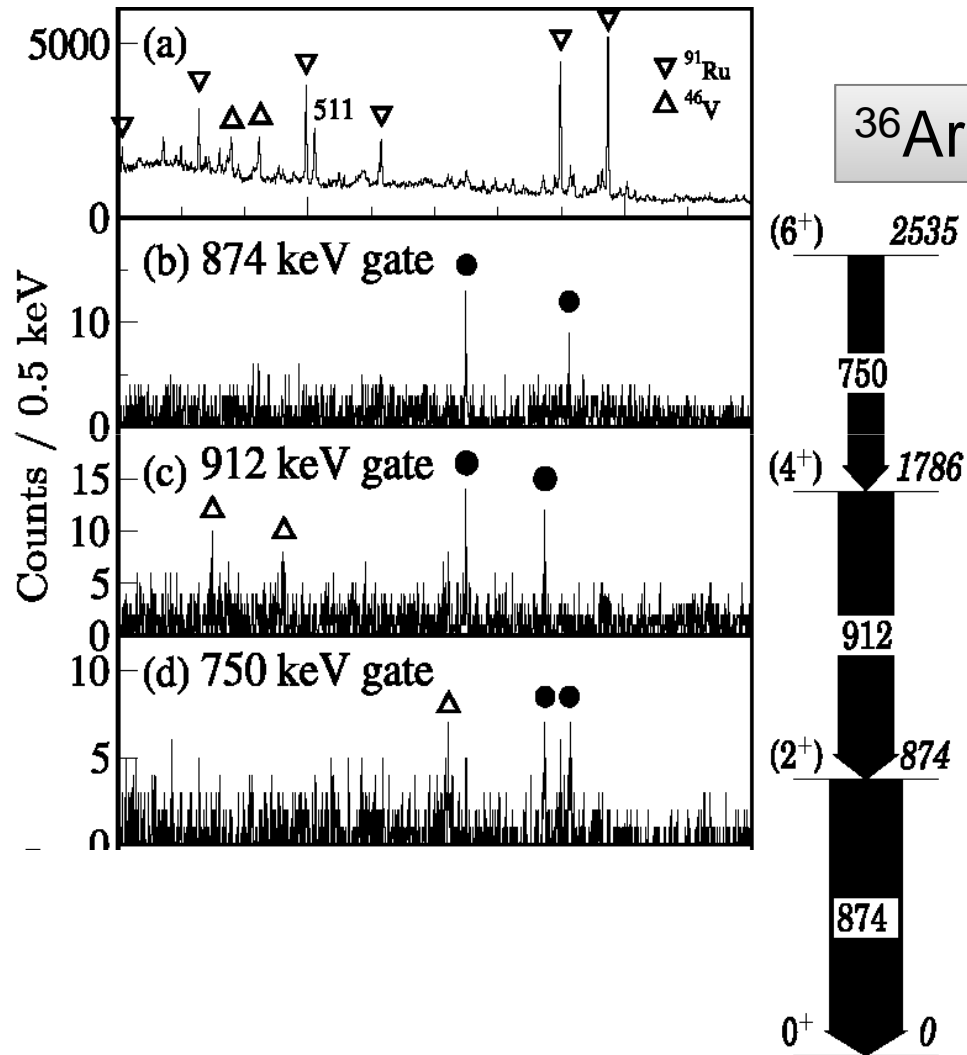 5000
(a)
511
▽ ⁹¹Ru
△ ⁴⁶V
0
³⁶Ar
Counts / 0.5 keV
(b) 874 keV gate
10
0
(c) 912 keV gate
15
10
5
0
(d) 750 keV gate
10
5
0
(6⁺) 2535
750
(4⁺) 1786
912
(2⁺) 874
874
0⁺ 0